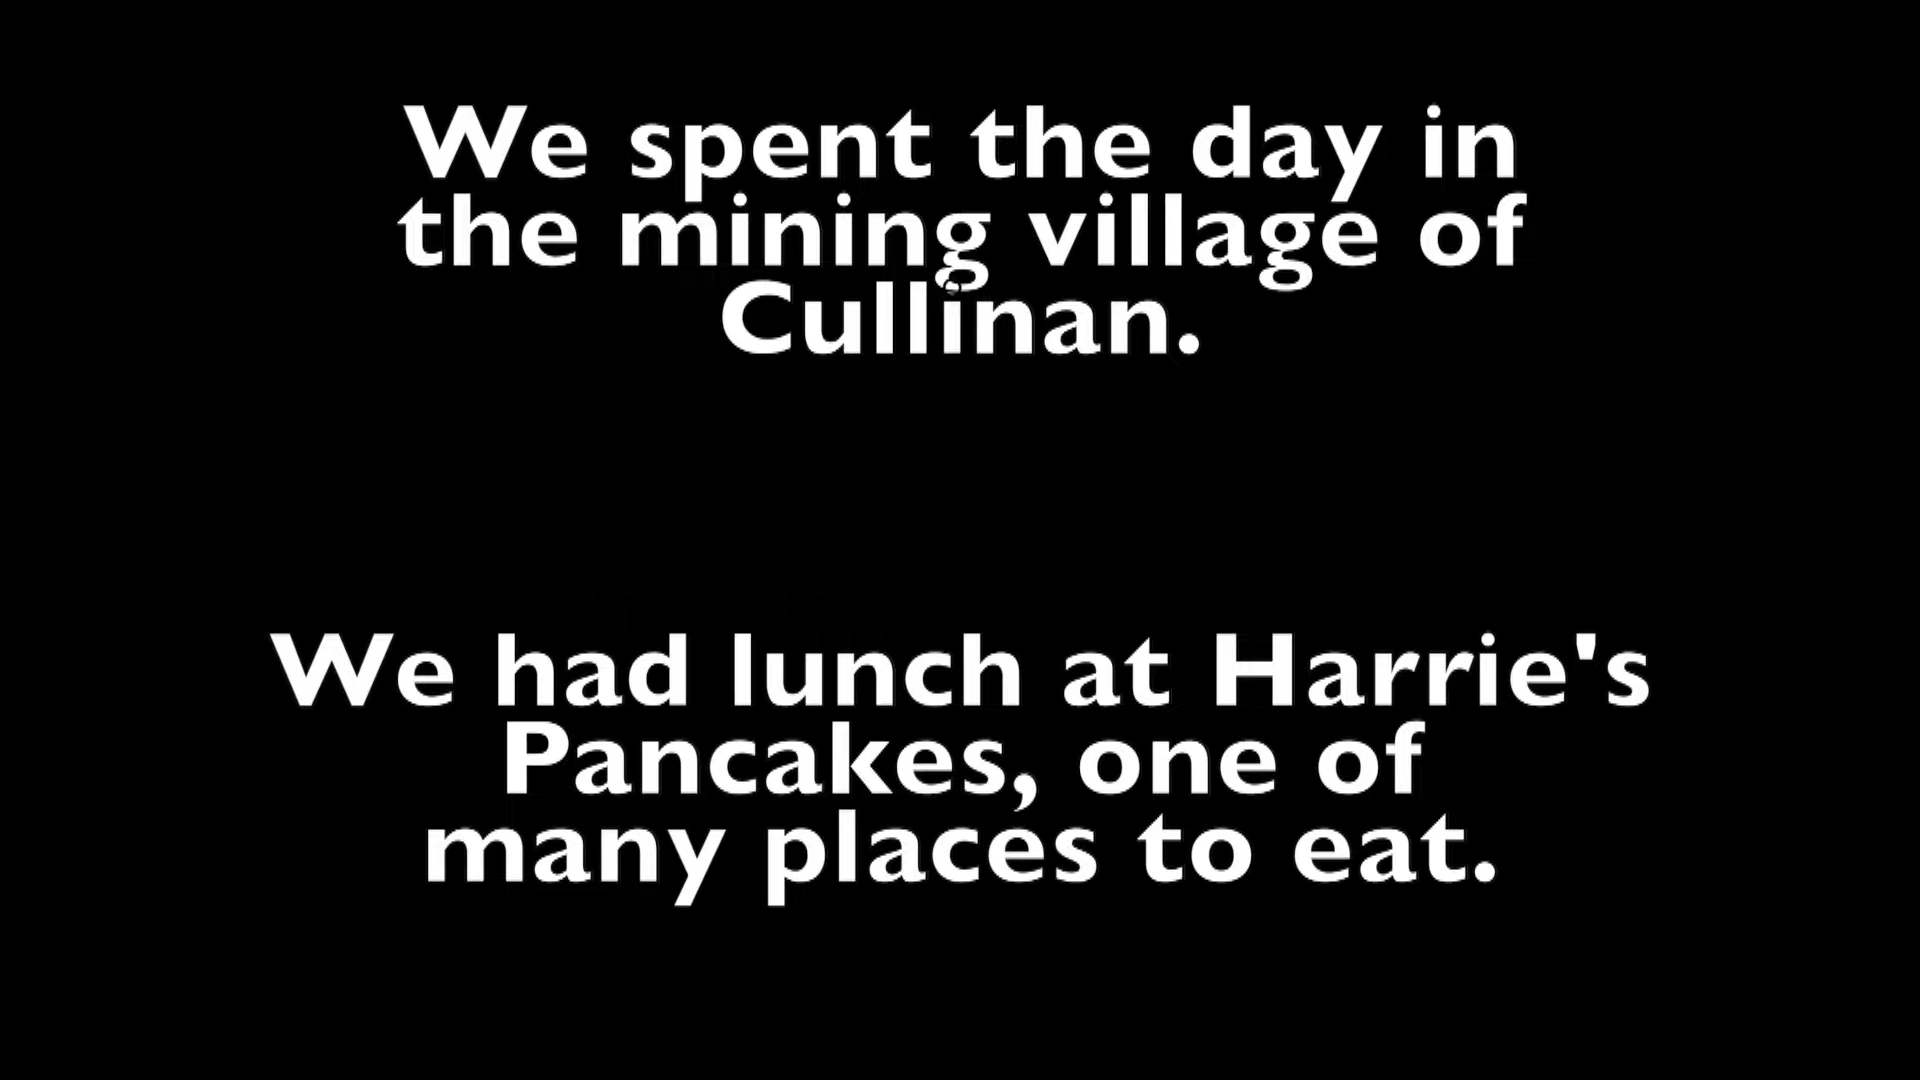 We spent the day in
the mining village of
Cullinan.
We had lunch at Harrie's
Pancakes, one of
many places to eat.